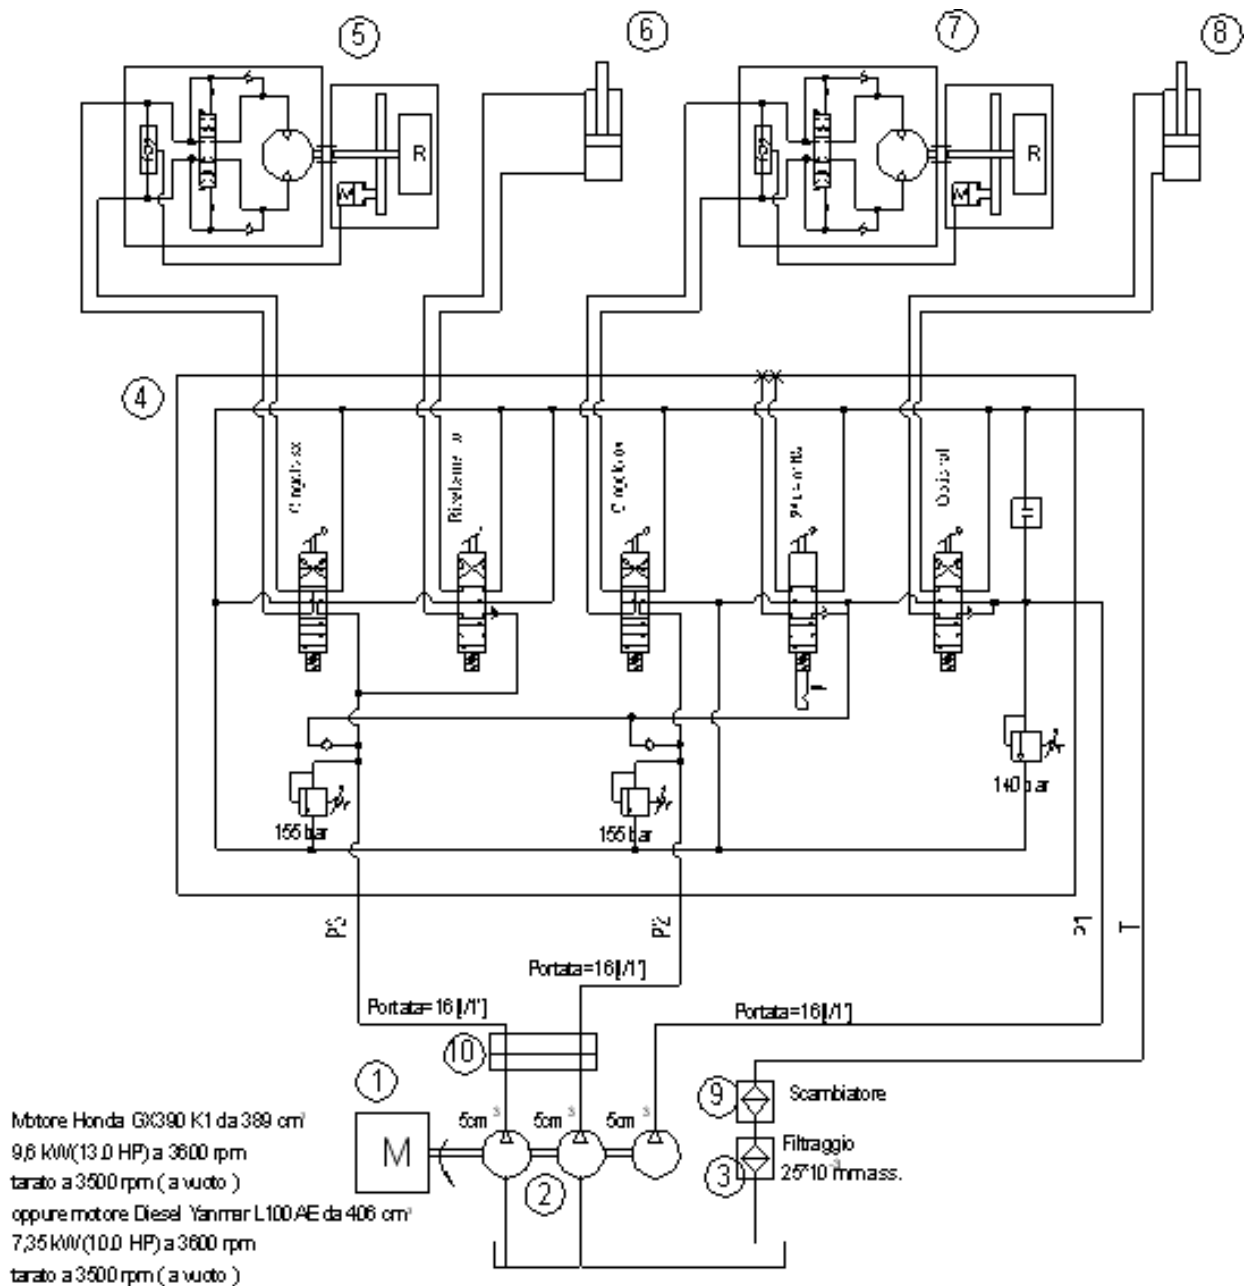 5
6
7
8
R
R
4
155 bar
155 bar
140 bar
P2
P1
T
Portata=16[l/1']
Portata=16[l/1']
Portata=16[l/1']
10
1
9
Scambiatore
5cm³
5cm³
5cm³
M
2
3
Filtraggio
25*10⁻³mmass.
Motore Honda GX390 K1 da 389 cm³
9,6 kW(13.0 HP) a 3600 rpm
tarato a 3500 rpm ( a vuoto )
oppure motore Diesel Yanmar L100 AE da 406 cm³
7,35 kW(10.0 HP) a 3600 rpm
tarato a 3500 rpm ( a vuoto )